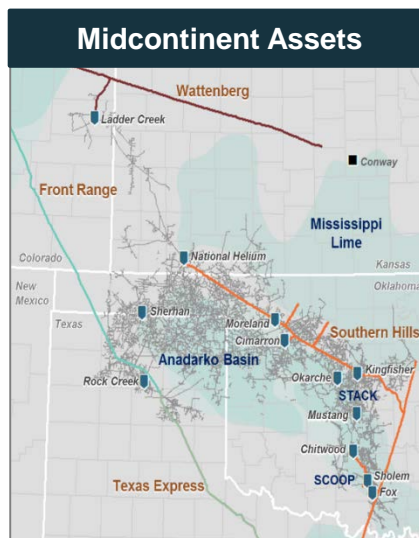 Midcontinent Assets
Wattenberg
Ladder Creek
Conway
Front Range
Mississippi
Lime
National Helium
Colorado
Kansas
New
Mexico
Oklahoma
Texas
Sherhan
Moreland
Southern Hills
Cimarron
Anadarko Basin
Rock Creek
Okarche
Kingfisher
STACK
Mustang
Chitwood
Texas Express
SCOOP
Sholem
Fox